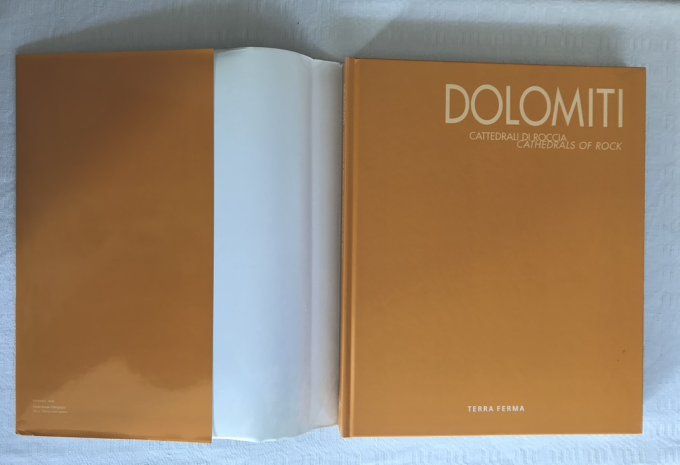 DOLOMITI
CATTEDRALI DI ROCCIA
CATHEDRALS OF ROCK
TERRA FERMA